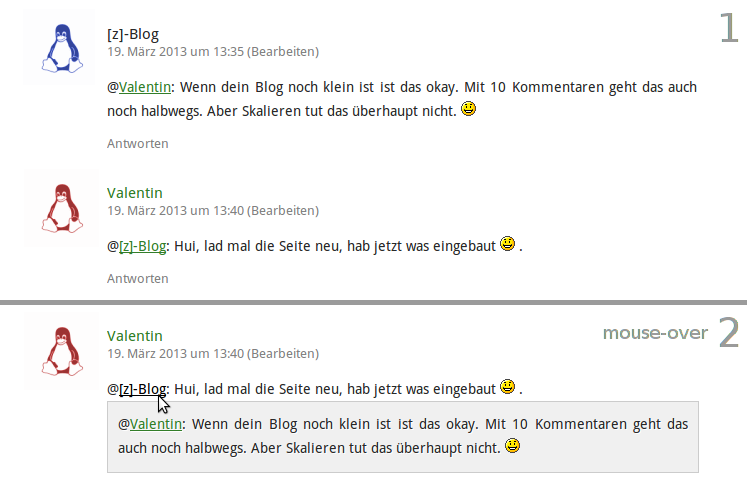 1
[z]-Blog
19. März 2013 um 13:35 (Bearbeiten)
@Valentin: Wenn dein Blog noch klein ist ist das okay. Mit 10 Kommentaren geht das auch
noch halbwegs. Aber Skalieren tut das überhaupt nicht.
Antworten
Valentin
19. März 2013 um 13:40 (Bearbeiten)
@[z]-Blog: Hui, lad mal die Seite neu, hab jetzt was eingebaut .
Antworten
mouse-over 2
Valentin
19. März 2013 um 13:40 (Bearbeiten)
@[z]-Blog: Hui, lad mal die Seite neu, hab jetzt was eingebaut .
@Valentin: Wenn dein Blog noch klein ist ist das okay. Mit 10 Kommentaren geht das
auch noch halbwegs. Aber Skalieren tut das überhaupt nicht.